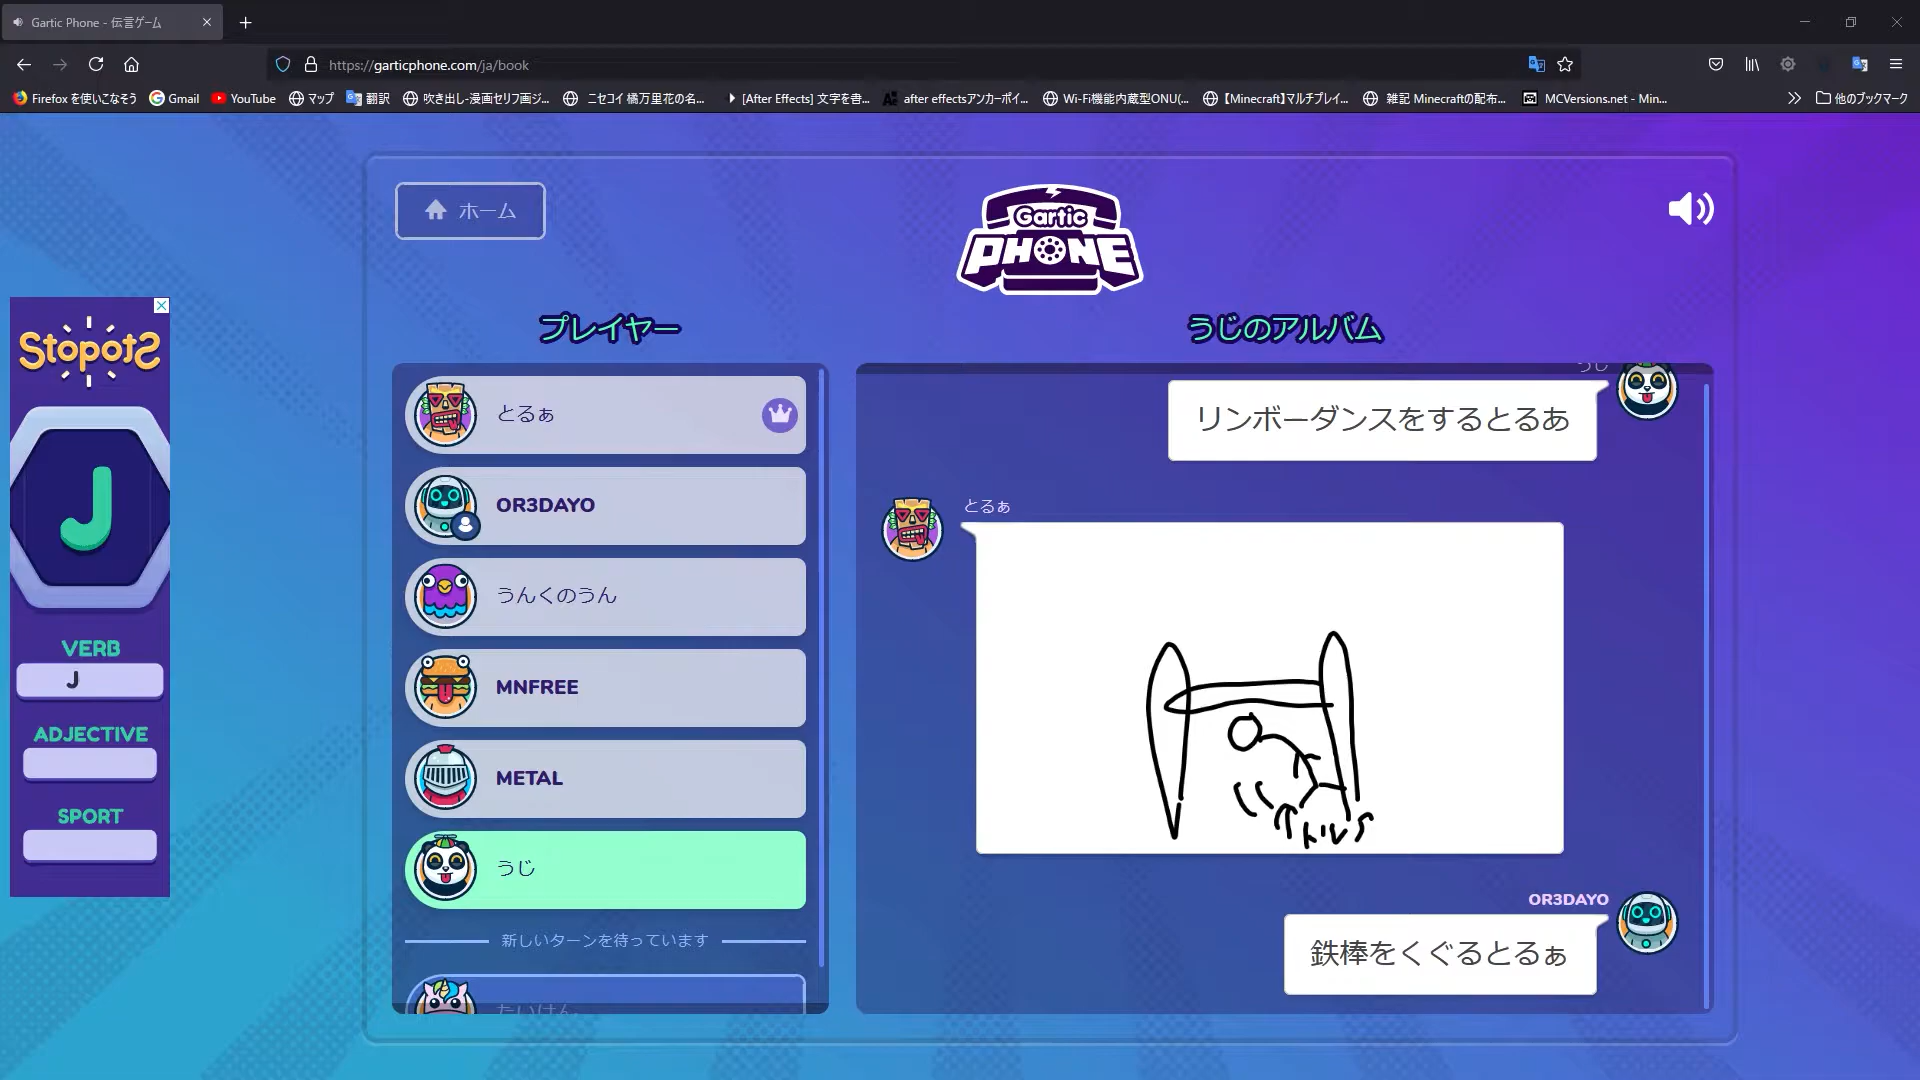 Gartic Phone - 伝言ゲーム
https://garticphone.com/ja/book
Firefox を使いこなそう
Gmail
YouTube
マップ
翻訳
吹き出し-漫画セリフ画ジ...
ニセコイ 橘万里花の名...
[After Effects] 文字を書...
after effectsアンカーポイ...
Wi-Fi機能内蔵型ONU(...
【Minecraft】マルチプレイ...
雑記 Minecraftの配布...
MCVersions.net - Min...
他のブックマーク
ホーム
Gartic
PHONE
プレイヤー
うじのアルバム
StopotS
J
VERB
J
ADJECTIVE
SPORT
とるぁ
OR3DAYO
うんくのうん
MNFREE
METAL
うじ
新しいターンを待っています
たいけん
うじ
リンボーダンスをするとるあ
とるぁ
OR3DAYO
鉄棒をくぐるとるぁ